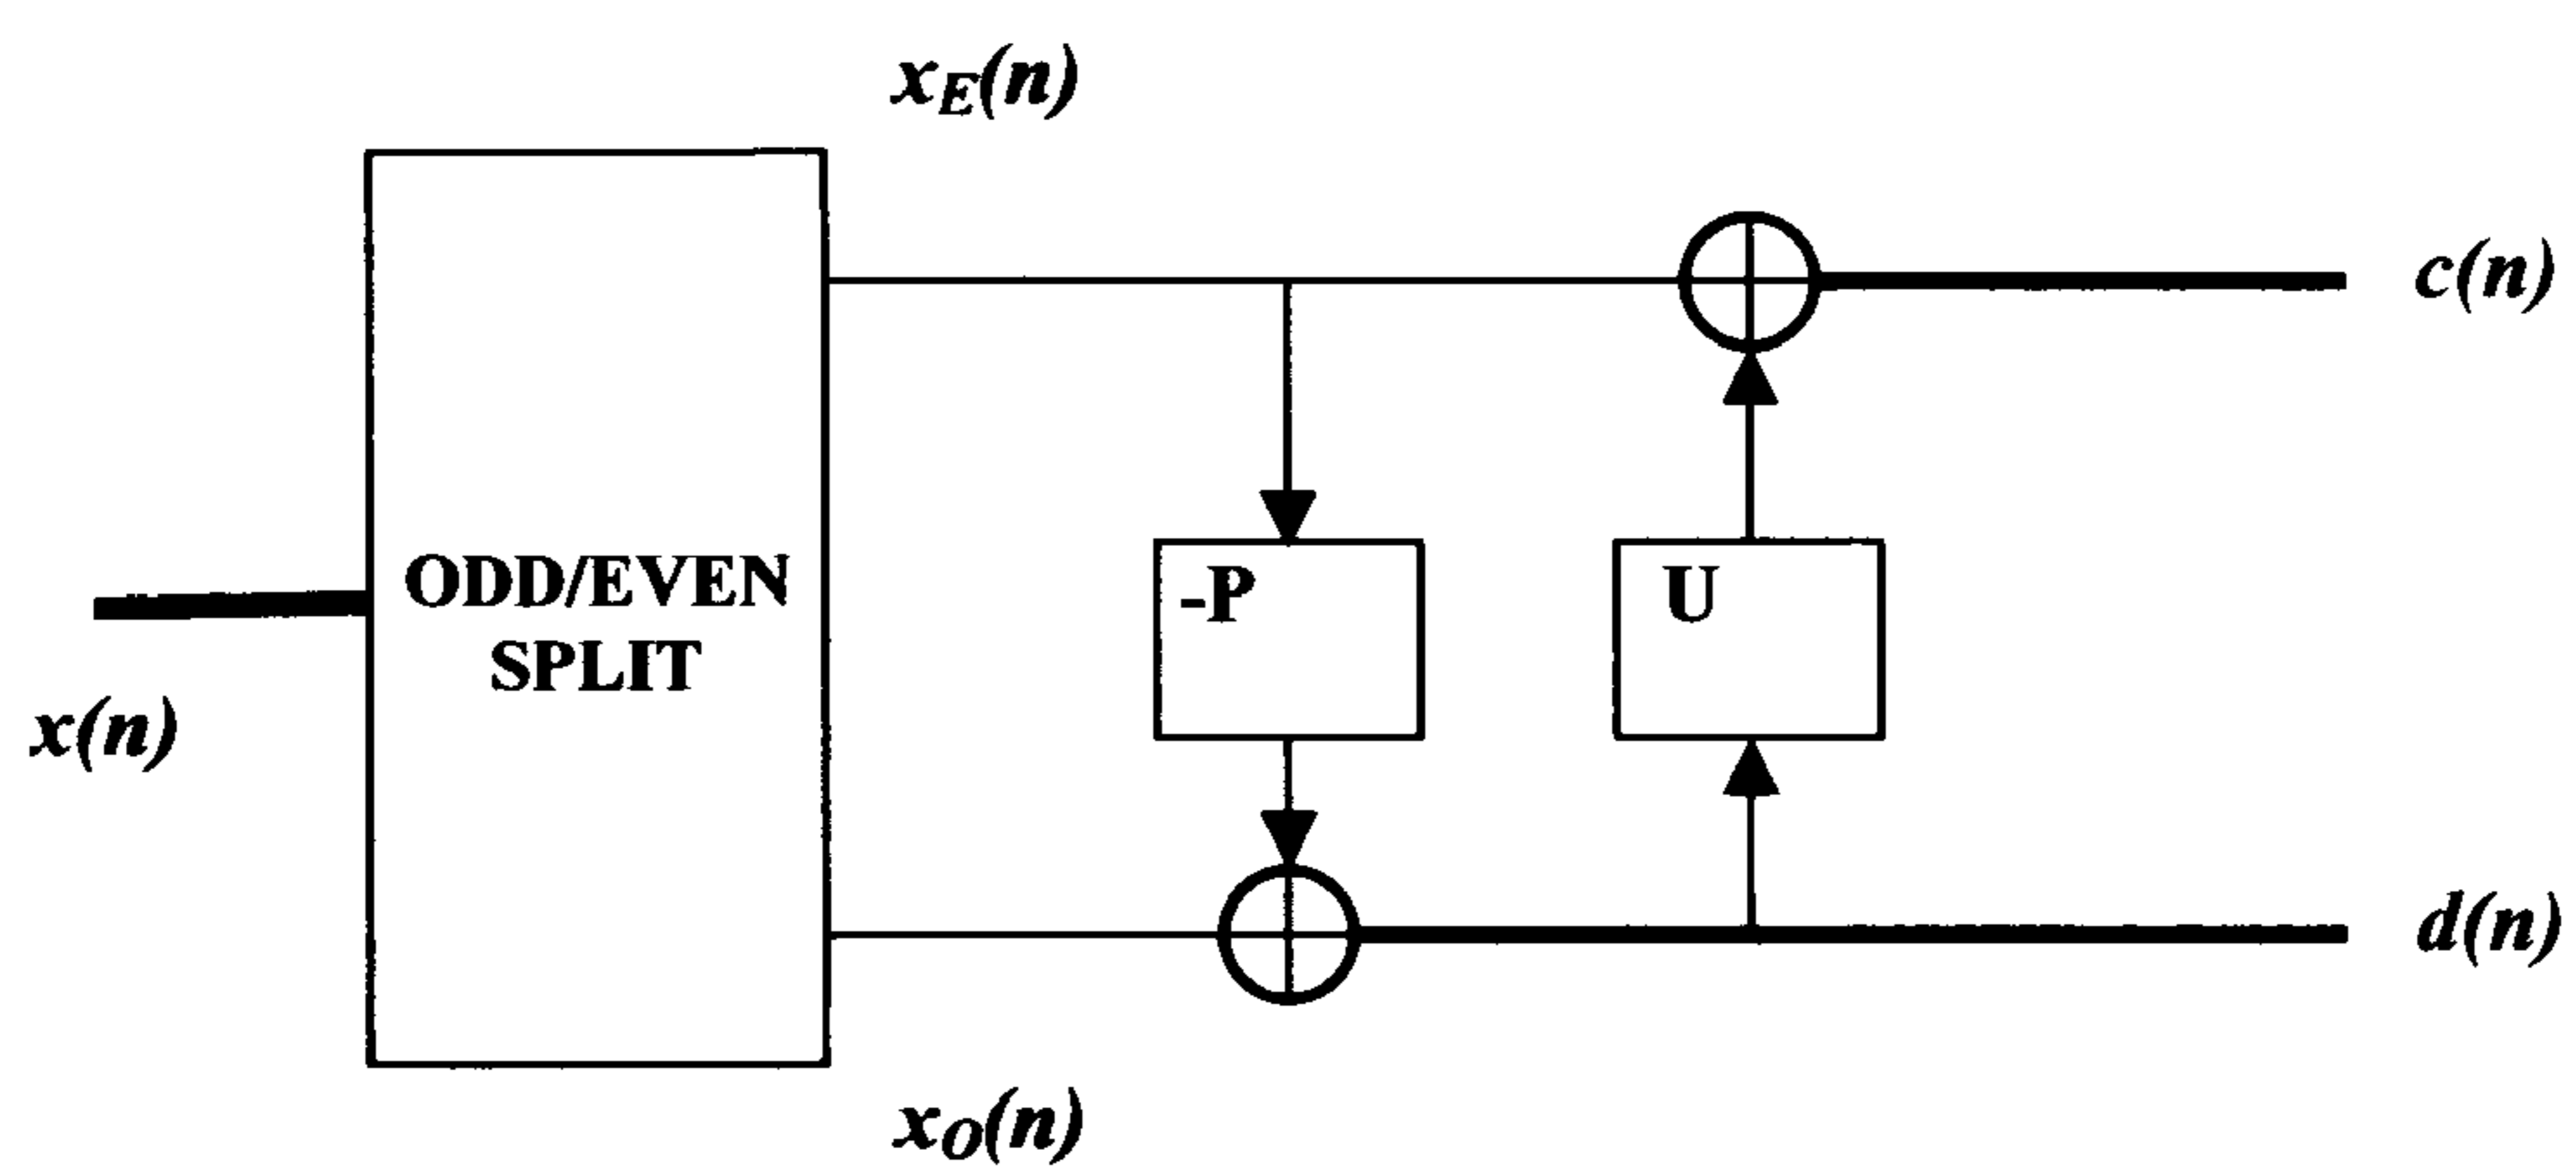 x_E(n)
c(n)
ODD/EVEN
SPLIT
-P
U
x(n)
d(n)
x_O(n)